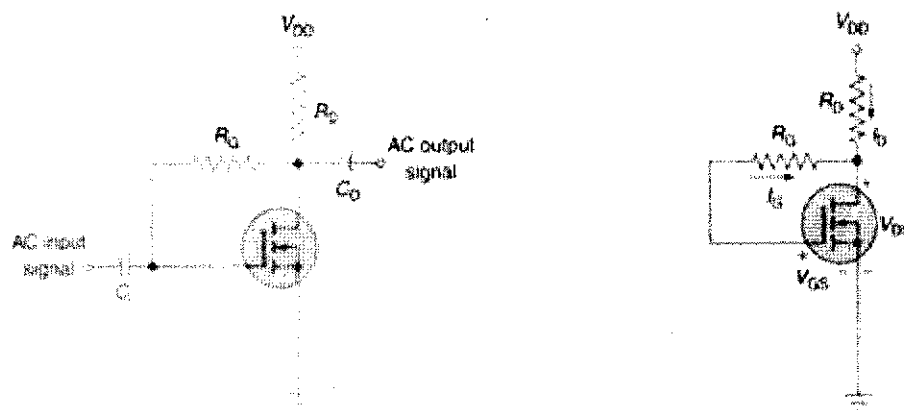 V_DD
R_D
R_G
AC output
signal
C_O
AC input
signal
C_i
V_DD
R_D
I_D
R_G
I_G
V_DS
V_GS